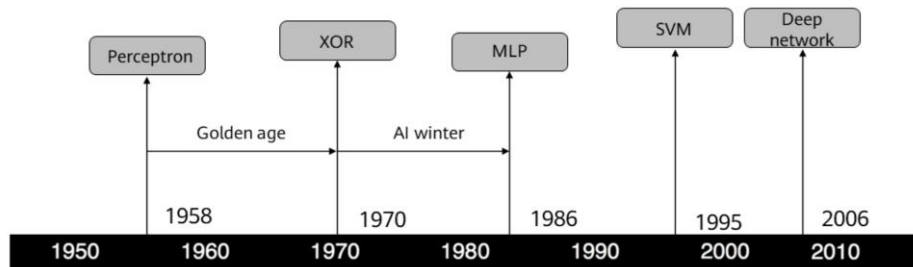 Perceptron
XOR
MLP
SVM
Deep
network
Golden age
AI winter
1958
1970
1986
1995
2006
1950 1960 1970 1980 1990 2000 2010